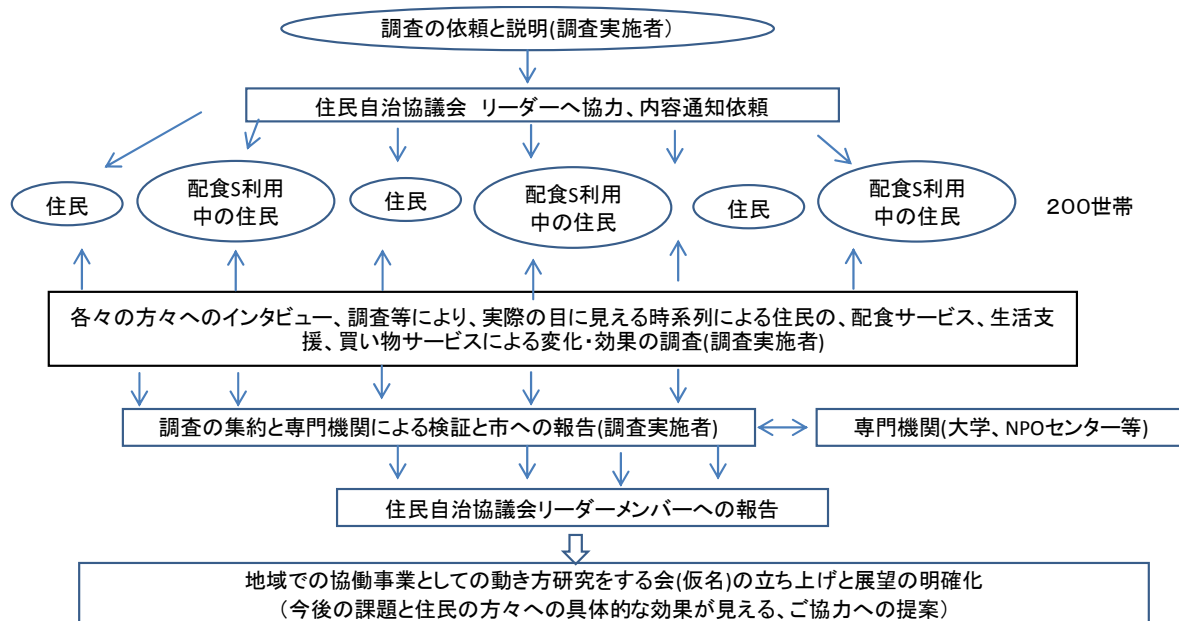 調査の依頼と説明(調査実施者）
住民自治協議会　リーダーへ協力、内容通知依頼
住民
配食S利用
中の住民
住民
配食S利用
中の住民
住民
配食S利用
中の住民
２００世帯
各々の方々へのインタビュー、調査等により、実際の目に見える時系列による住民の、配食サービス、生活支
援、買い物サービスによる変化・効果の調査(調査実施者)
調査の集約と専門機関による検証と市への報告(調査実施者)
専門機関(大学、NPOセンター等)
住民自治協議会リーダーメンバーへの報告
地域での協働事業としての動き方研究をする会(仮名)の立ち上げと展望の明確化
（今後の課題と住民の方々への具体的な効果が見える、ご協力への提案）